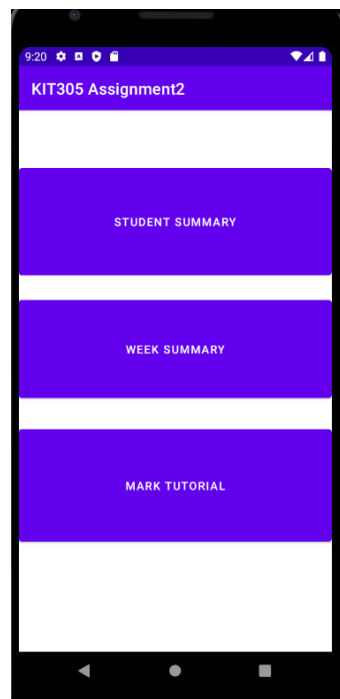 9:20
KIT305 Assignment2
STUDENT SUMMARY
WEEK SUMMARY
MARK TUTORIAL